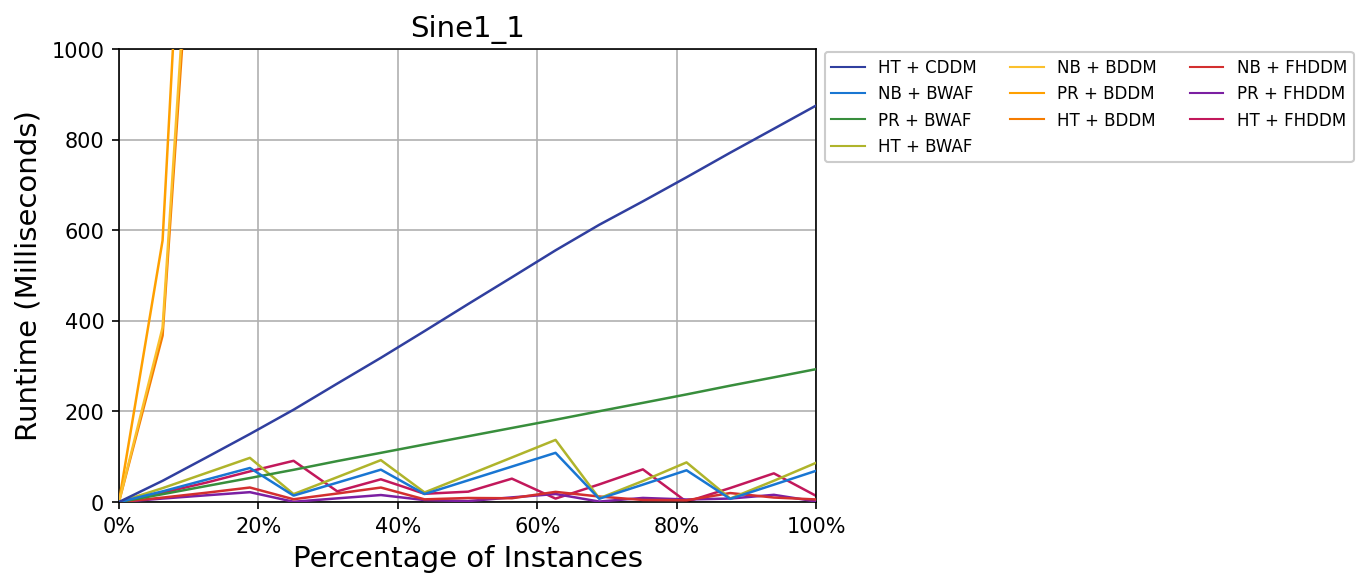 Sine1_1
Runtime (Milliseconds)
1000
800
600
400
200
0
0% 20% 40% 60% 80% 100%
Percentage of Instances
HT + CDDM NB + BDDM NB + FHDDM
NB + BWAF PR + BDDM PR + FHDDM
PR + BWAF HT + BDDM HT + FHDDM
HT + BWAF